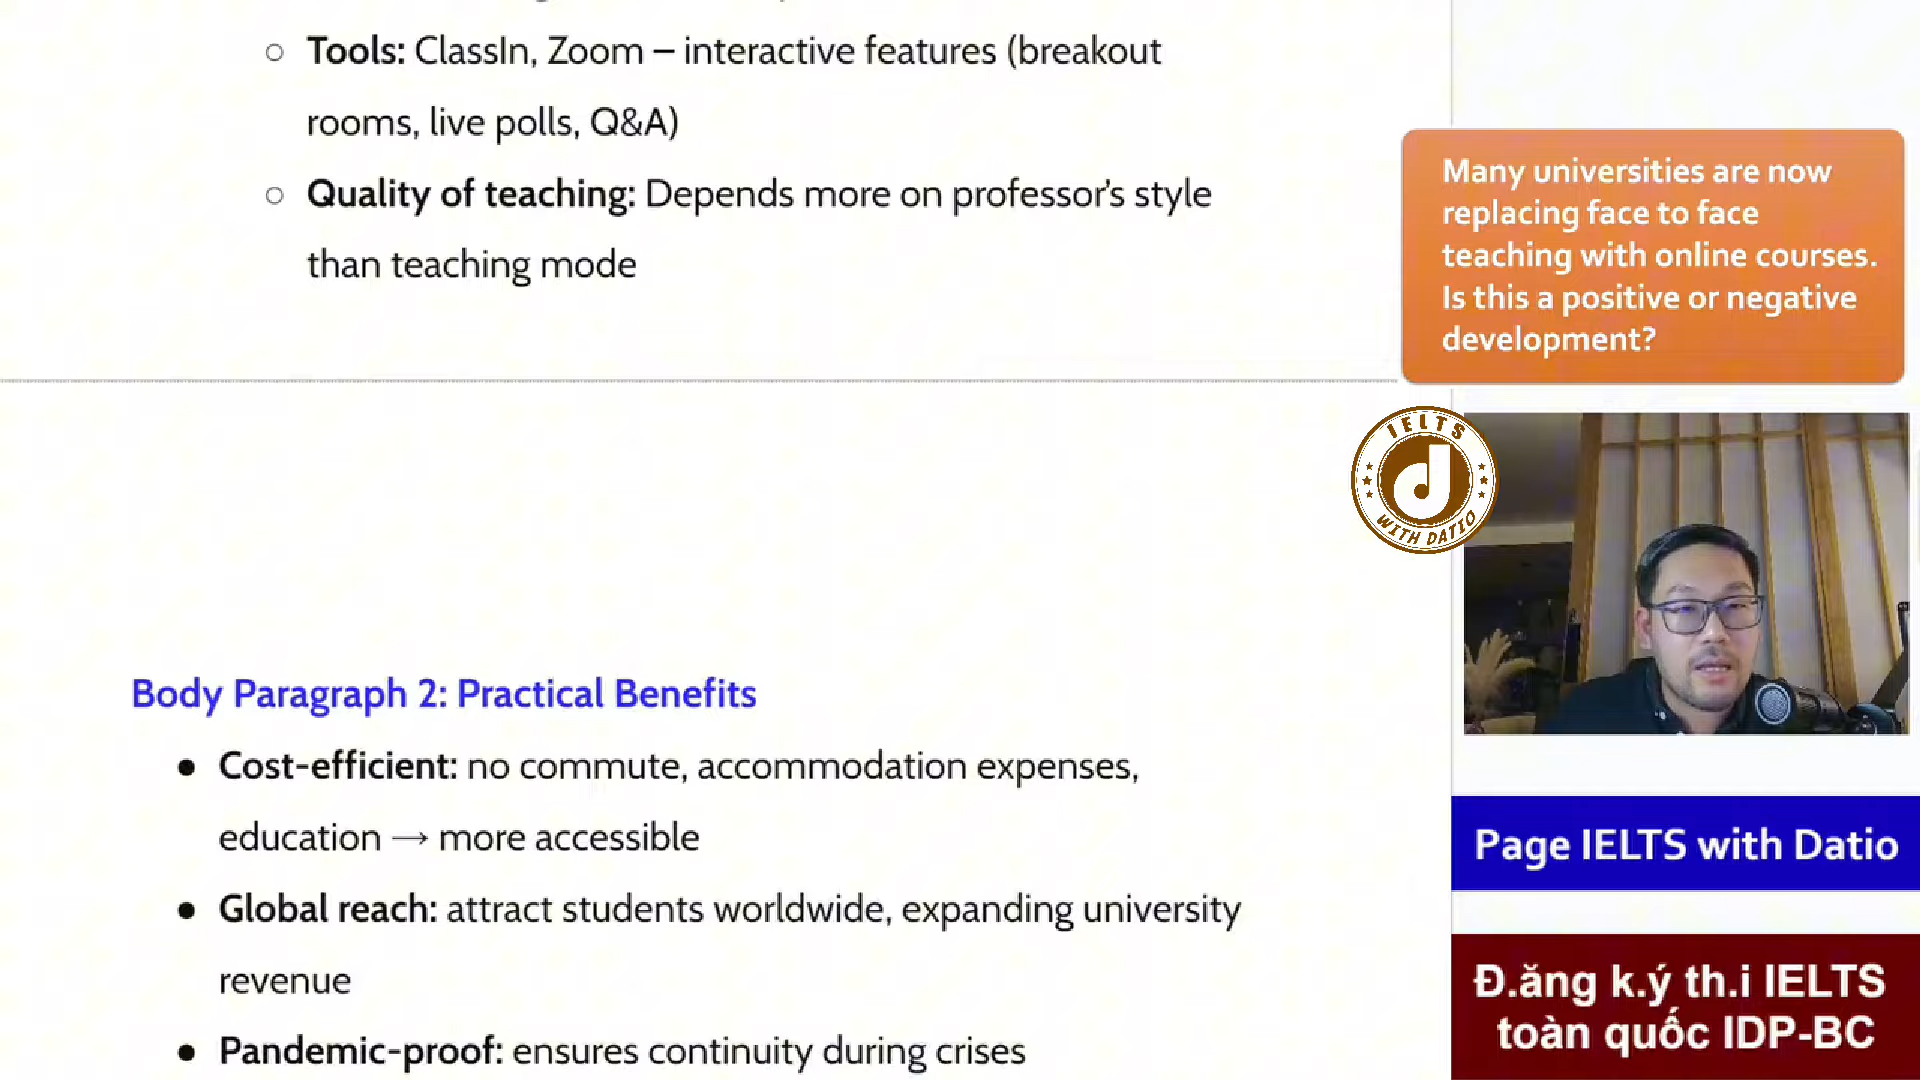 ○ Tools: ClassIn, Zoom – interactive features (breakout
rooms, live polls, Q&A)
○ Quality of teaching: Depends more on professor's style
than teaching mode
Many universities are now
replacing face to face
teaching with online courses.
Is this a positive or negative
development?
IELTS
WITH DATIO
Body Paragraph 2: Practical Benefits
● Cost-efficient: no commute, accommodation expenses,
education → more accessible
● Global reach: attract students worldwide, expanding university
revenue
● Pandemic-proof: ensures continuity during crises
Page IELTS with Datio
Đ.ăng k.ý th.i IELTS
toàn quốc IDP-BC